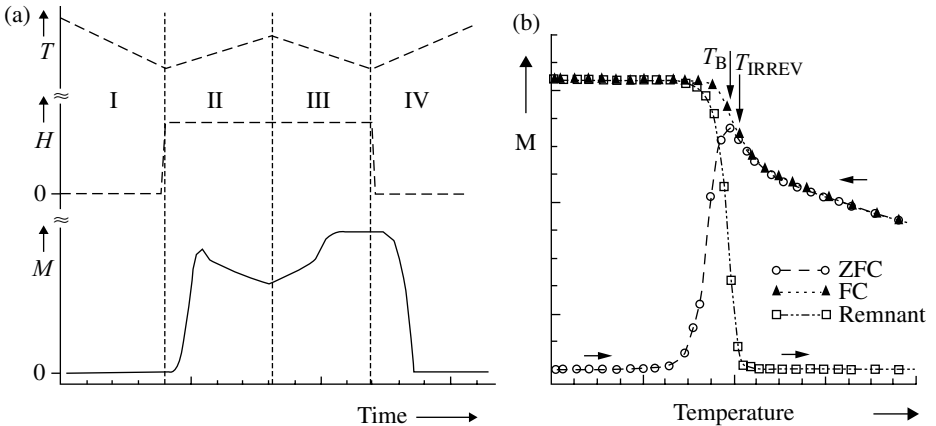 (a)
T
I
II
III
IV
H
0
M
0
Time
(b)
T_B
T_IRREV
M
ZFC
FC
Remnant
Temperature